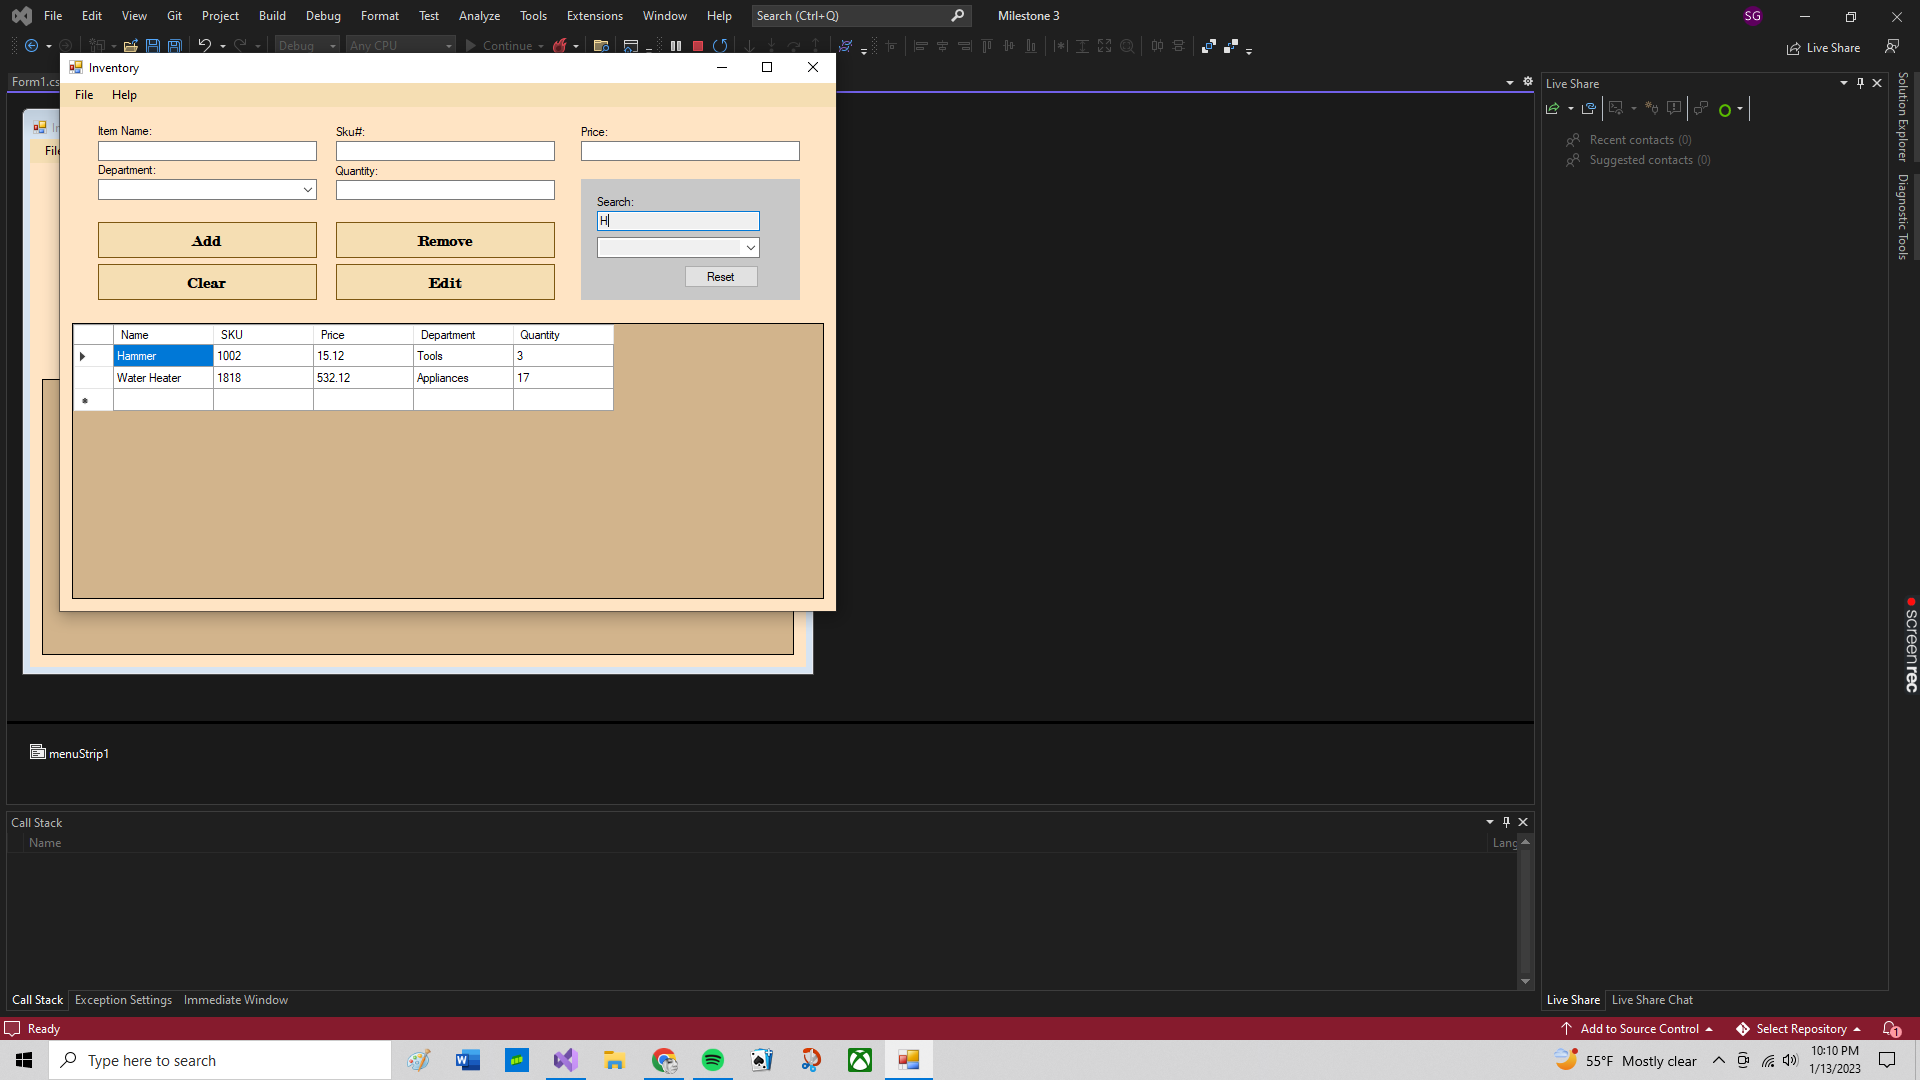 File Edit View Git Project Build Debug Format Test Analyze Tools Extensions Window Help Search (Ctrl+Q) Milestone 3 SG
Debug Any CPU Continue Live Share
Form1.cs
Inventory
File Help
Item Name: Sku#: Price:
Department: Quantity:
Search:
H
Add Remove
Clear Edit
Reset
Name SKU Price Department Quantity
Hammer 1002 15.12 Tools 3
Water Heater 1818 532.12 Appliances 17
File
menuStrip1
Call Stack
Name Lang
Call Stack Exception Settings Immediate Window
Live Share
Recent contacts (0)
Suggested contacts (0)
Live Share Live Share Chat
Solution Explorer
Diagnostic Tools
screenrec
Ready Add to Source Control Select Repository 1
Type here to search 55°F Mostly clear 10:10 PM
1/13/2023